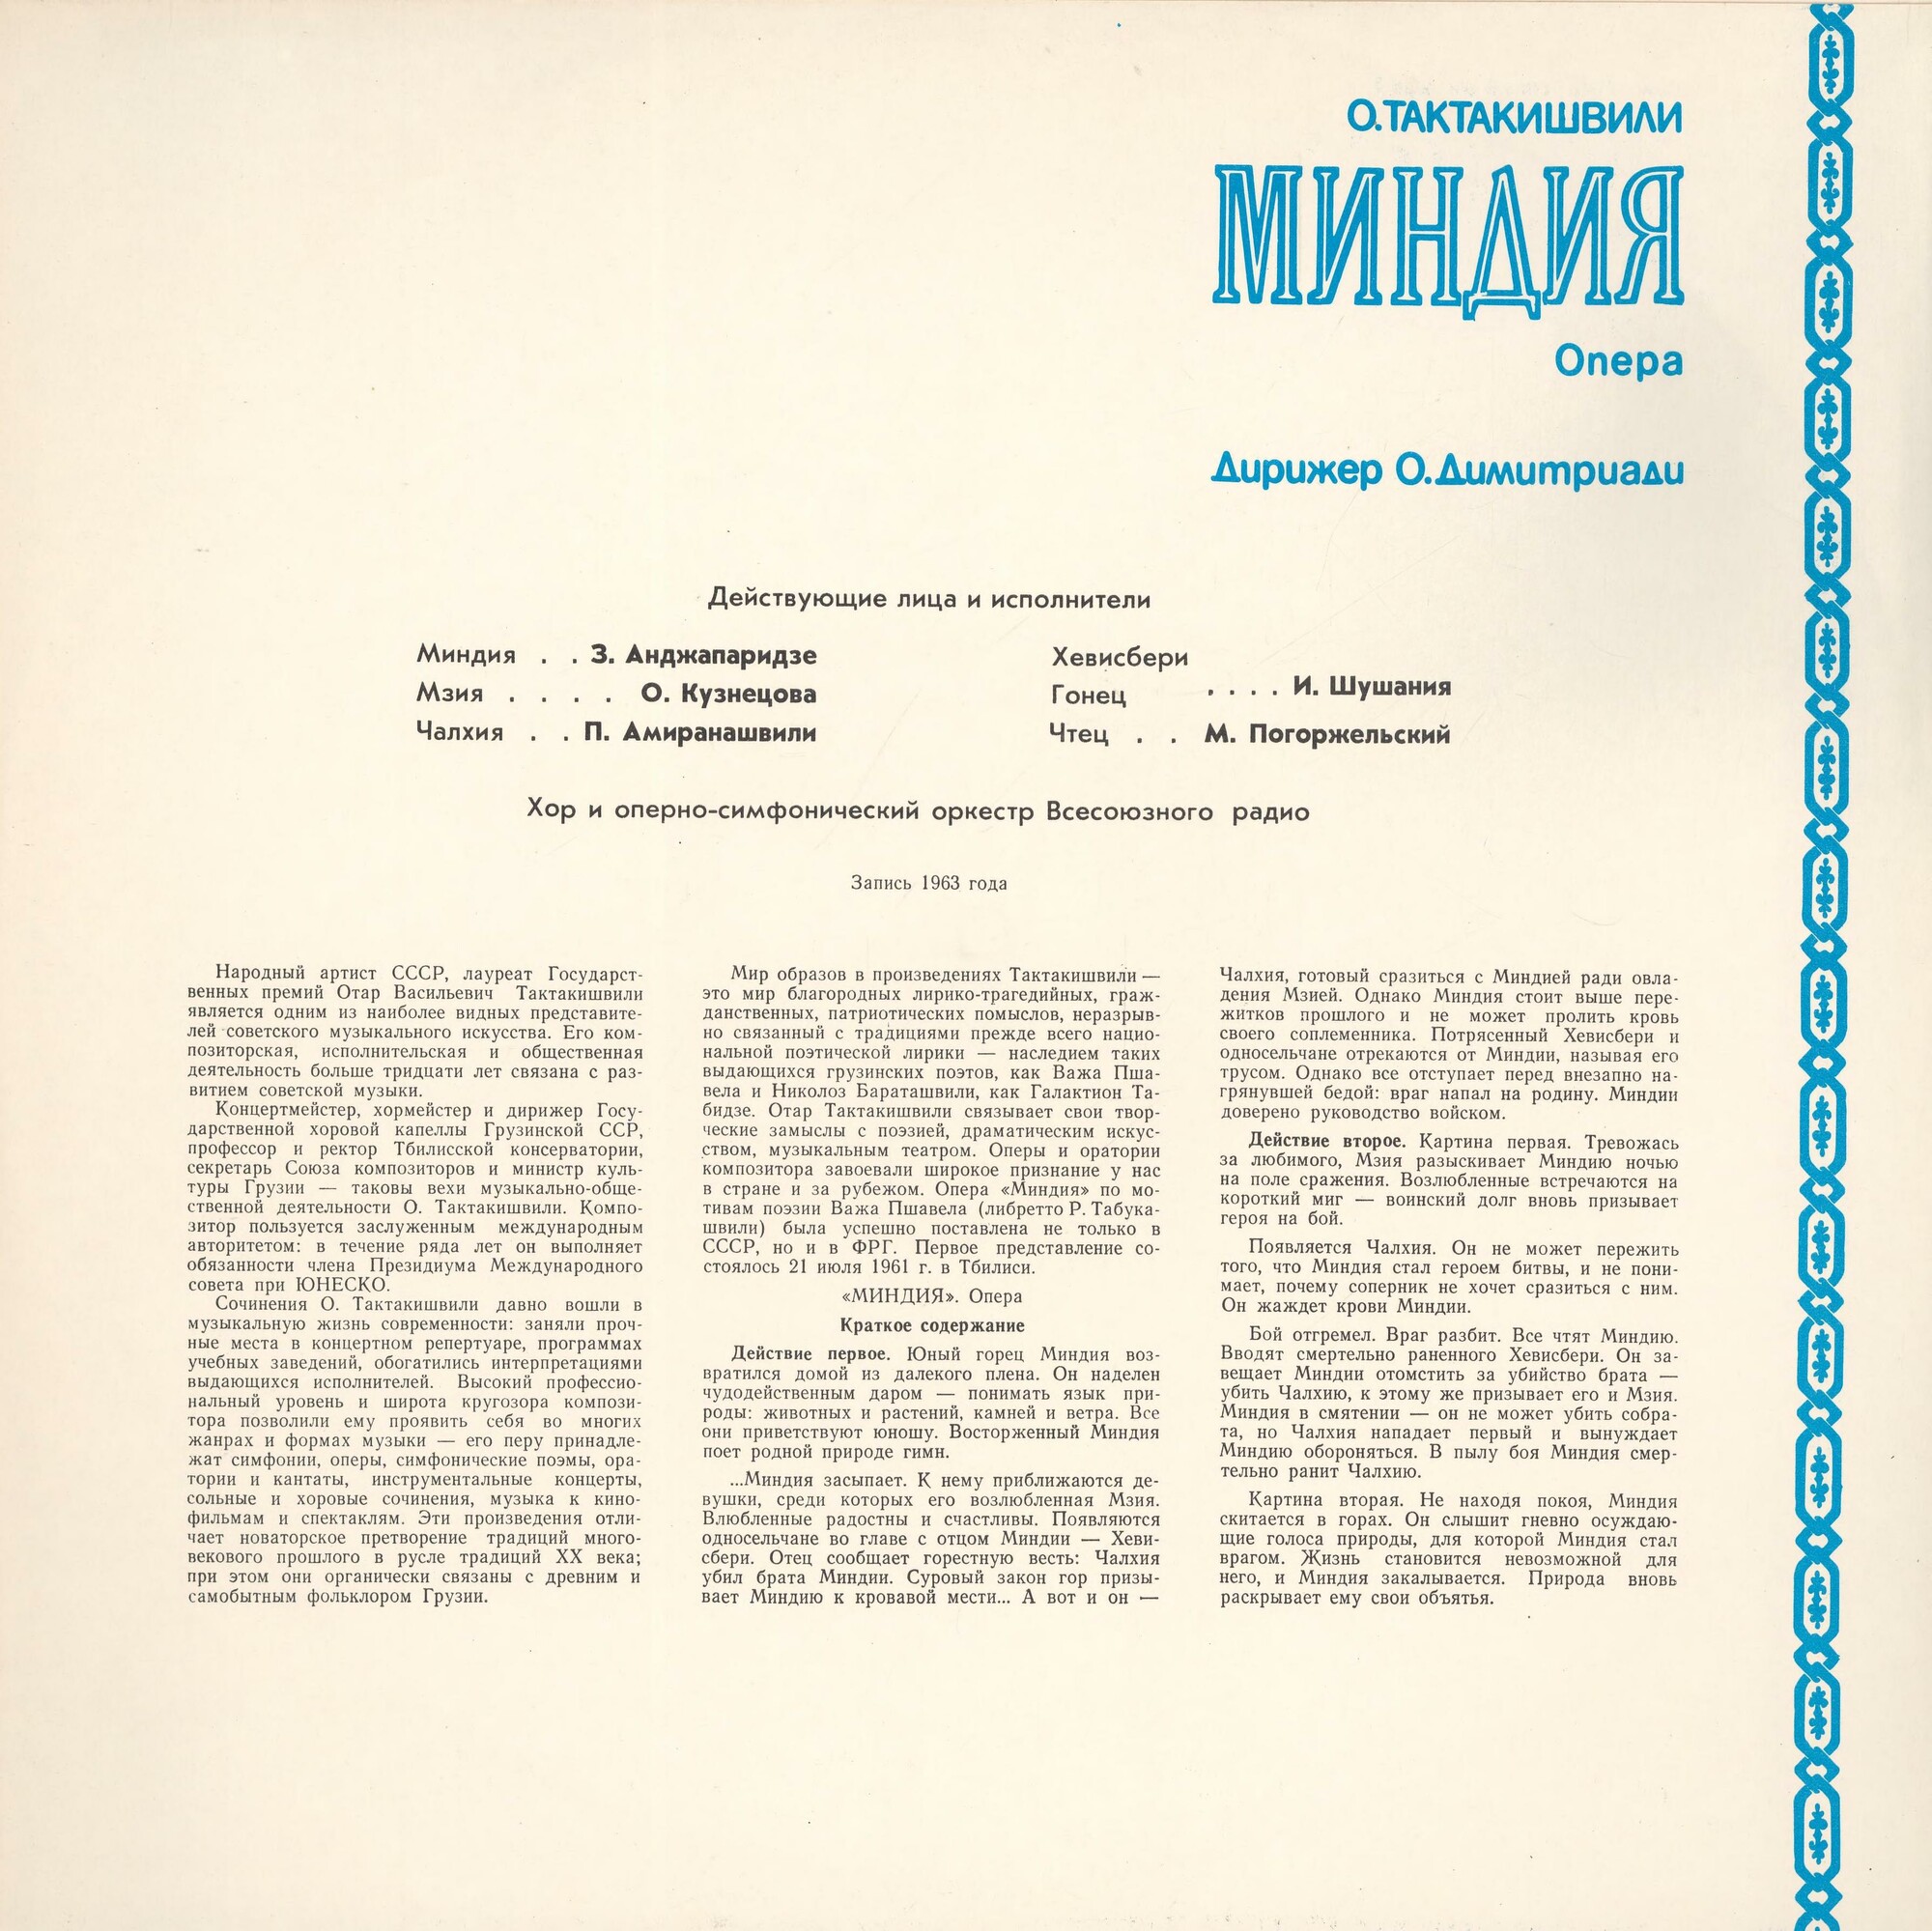 О.ТАКТАКИШВИЛИ
МИНДИЯ
Опера
Дирижер О.Димитриади
Действующие лица и исполнители
Миндия . . З. Анджапаридзе
Мзия . . . . О. Кузнецова
Чалхия . . П. Амиранашвили
Хевисбери
Гонец . . . . И. Шушания
Чтец . . М. Погоржельский
Хор и оперно-симфонический оркестр Всесоюзного радио
Запись 1963 года
Народный артист СССР, лауреат Государст-
венных премий Отар Васильевич Тактакишвили
является одним из наиболее видных представите-
лей советского музыкального искусства. Его ком-
позиторская, исполнительская и общественная
деятельность больше тридцати лет связана с раз-
витием советской музыки.
Концертмейстер, хормейстер и дирижер Госу-
дарственной хоровой капеллы Грузинской ССР,
профессор и ректор Тбилисской консерватории,
секретарь Союза композиторов и министр куль-
туры Грузии — таковы вехи музыкально-обще-
ственной деятельности О. Тактакишвили. Компо-
зитор пользуется заслуженным международным
авторитетом: в течение ряда лет он выполняет
обязанности члена Президиума Международного
совета при ЮНЕСКО.
Сочинения О. Тактакишвили давно вошли в
музыкальную жизнь современности: заняли проч-
ные места в концертном репертуаре, программах
учебных заведений, обогатились интерпретациями
выдающихся исполнителей. Высокий профессио-
нальный уровень и широта кругозора компози-
тора позволили ему проявить себя во многих
жанрах и формах музыки — его перу принадле-
жат симфонии, оперы, симфонические поэмы, ора-
тории и кантаты, инструментальные концерты,
сольные и хоровые сочинения, музыка к кино-
фильмам и спектаклям. Эти произведения отли-
чает новаторское претворение традиций много-
векового прошлого в русле традиций XX века;
при этом они органически связаны с древним и
самобытным фольклором Грузии.
Мир образов в произведениях Тактакишвили —
это мир благородных лирико-трагедийных, граж-
данственных, патриотических помыслов, неразрыв-
но связанный с традициями прежде всего нацио-
нальной поэтической лирики — наследием таких
выдающихся грузинских поэтов, как Важа Пша-
вела и Николоз Бараташвили, как Галактион Та-
бидзе. Отар Тактакишвили связывает свои твор-
ческие замыслы с поэзией, драматическим искус-
ством, музыкальным театром. Оперы и оратории
композитора завоевали широкое признание у нас
в стране и за рубежом. Опера «Миндия» по мо-
тивам поэзии Важа Пшавела (либретто Р. Табука-
швили) была успешно поставлена не только в
СССР, но и в ФРГ. Первое представление со-
стоялось 21 июля 1961 г. в Тбилиси.
«МИНДИЯ». Опера
Краткое содержание
Действие первое. Юный горец Миндия воз-
вратился домой из далекого плена. Он наделен
чудодейственным даром — понимать язык при-
роды: животных и растений, камней и ветра. Все
они приветствуют юношу. Восторженный Миндия
поет родной природе гимн.
...Миндия засыпает. К нему приближаются де-
вушки, среди которых его возлюбленная Мзия.
Влюбленные радостны и счастливы. Появляются
односельчане во главе с отцом Миндии — Хеви-
сбери. Отец сообщает горестную весть: Чалхия
убил брата Миндии. Суровый закон гор призы-
вает Миндию к кровавой мести... А вот и он —
Чалхия, готовый сразиться с Миндией ради овла-
дения Мзией. Однако Миндия стоит выше пере-
житков прошлого и не может пролить кровь
своего соплеменника. Потрясенный Хевисбери и
односельчане отрекаются от Миндии, называя его
трусом. Однако все отступает перед внезапно на-
грянувшей бедой: враг напал на родину. Миндии
доверено руководство войском.
Действие второе. Картина первая. Тревожась
за любимого, Мзия разыскивает Миндию ночью
на поле сражения. Возлюбленные встречаются на
короткий миг — воинский долг вновь призывает
героя на бой.
Появляется Чалхия. Он не может пережить
того, что Миндия стал героем битвы, и не пони-
мает, почему соперник не хочет сразиться с ним.
Он жаждет крови Миндии.
Бой отгремел. Враг разбит. Все чтят Миндию.
Вводят смертельно раненного Хевисбери. Он за-
вещает Миндии отомстить за убийство брата —
убить Чалхию, к этому же призывает его и Мзия.
Миндия в смятении — он не может убить собра-
та, но Чалхия нападает первый и вынуждает
Миндию обороняться. В пылу боя Миндия смер-
тельно ранит Чалхию.
Картина вторая. Не находя покоя, Миндия
скитается в горах. Он слышит гневно осуждаю-
щие голоса природы, для которой Миндия стал
врагом. Жизнь становится невозможной для
него, и Миндия закалывается. Природа вновь
раскрывает ему свои объятья.